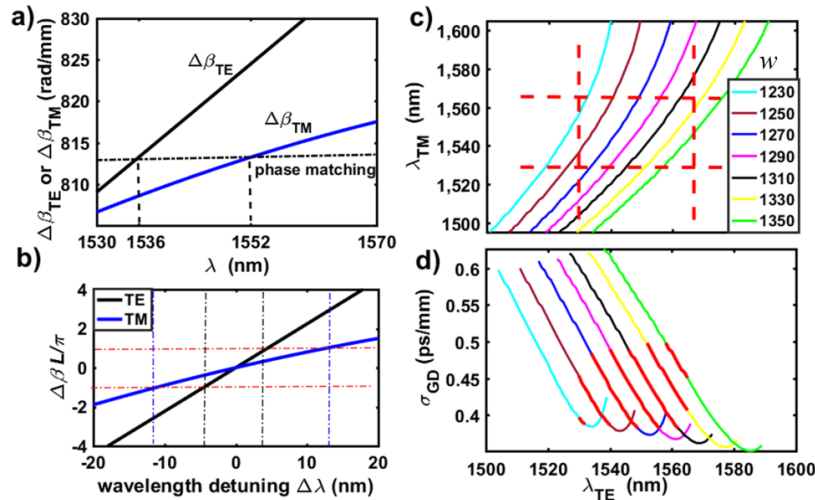 a)
830
825
820
815
810
Δβ_TE or Δβ_TM (rad/mm)
Δβ_TE
Δβ_TM
phase matching
1530 1536 1552 1570
λ (nm)
b)
TE
TM
4
2
0
-2
-4
Δβ L/π
-20 -10 0 10 20
wavelength detuning Δλ (nm)
c)
1,600
1,580
1,560
1,540
1,520
1,500
λ_TM (nm)
w
1230
1250
1270
1290
1310
1330
1350
d)
0.6
0.55
0.5
0.45
0.4
σ_GD (ps/mm)
1500 1520 1540 1560 1580 1600
λ_TE (nm)